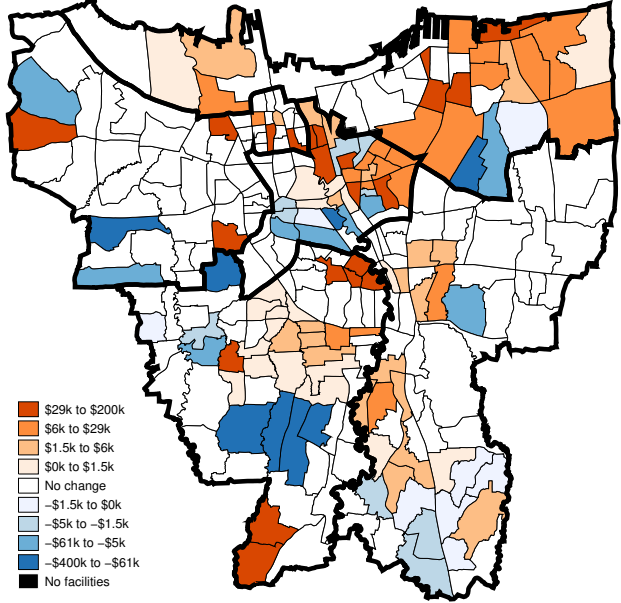 $29k to $200k
$6k to $29k
$1.5k to $6k
$0k to $1.5k
No change
−$1.5k to $0k
−$5k to −$1.5k
−$61k to −$5k
−$400k to −$61k
No facilities